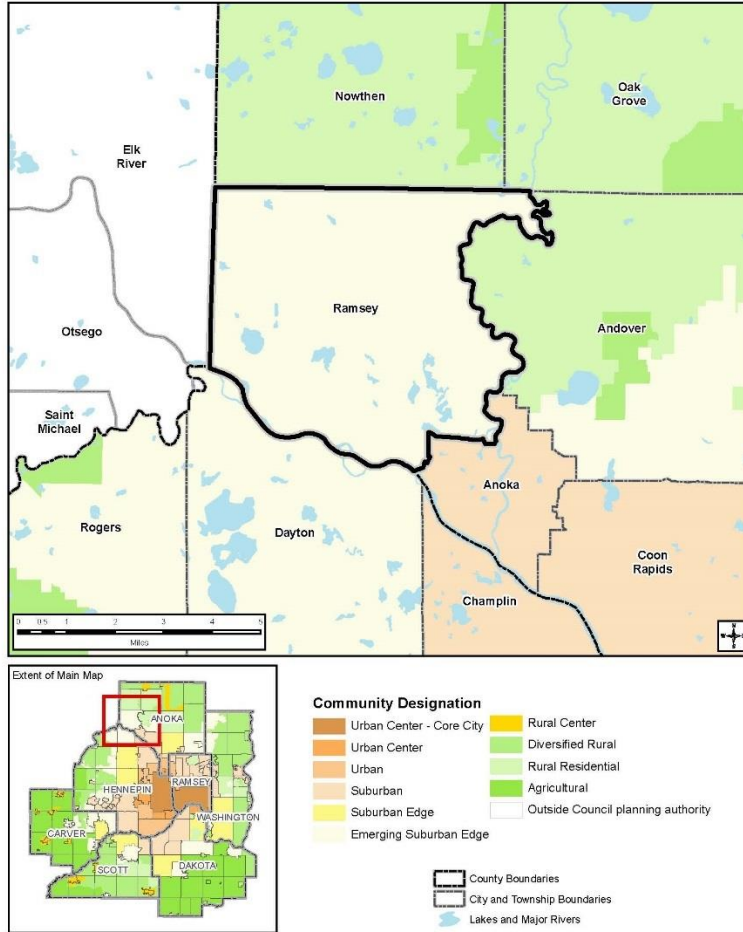 Nowthen
Oak
Grove
Elk
River
Ramsey
Otsego
Andover
Saint
Michael
Anoka
Rogers
Dayton
Coon
Rapids
Champlin
0 0.5 1 2 3 4 5
Miles
N
W E
S
Extent of Main Map
ANOKA
HENNEPIN
RAMSEY
WASHINGTON
CARVER
SCOTT
DAKOTA
Community Designation
Urban Center - Core City
Urban Center
Urban
Suburban
Suburban Edge
Emerging Suburban Edge
Rural Center
Diversified Rural
Rural Residential
Agricultural
Outside Council planning authority
County Boundaries
City and Township Boundaries
Lakes and Major Rivers